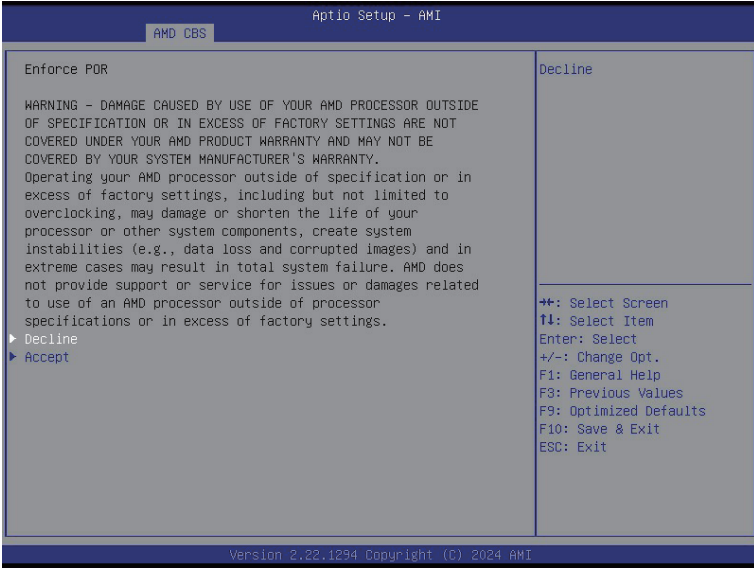 Aptio Setup – AMI
AMD CBS
Enforce POR
WARNING – DAMAGE CAUSED BY USE OF YOUR AMD PROCESSOR OUTSIDE
OF SPECIFICATION OR IN EXCESS OF FACTORY SETTINGS ARE NOT
COVERED UNDER YOUR AMD PRODUCT WARRANTY AND MAY NOT BE
COVERED BY YOUR SYSTEM MANUFACTURER'S WARRANTY.
Operating your AMD processor outside of specification or in
excess of factory settings, including but not limited to
overclocking, may damage or shorten the life of your
processor or other system components, create system
instabilities (e.g., data loss and corrupted images) and in
extreme cases may result in total system failure. AMD does
not provide support or service for issues or damages related
to use of an AMD processor outside of processor
specifications or in excess of factory settings.
Decline
Accept
Decline
→←: Select Screen
↑↓: Select Item
Enter: Select
+/-: Change Opt.
F1: General Help
F3: Previous Values
F9: Optimized Defaults
F10: Save & Exit
ESC: Exit
Version 2.22.1294 Copyright (C) 2024 AMI